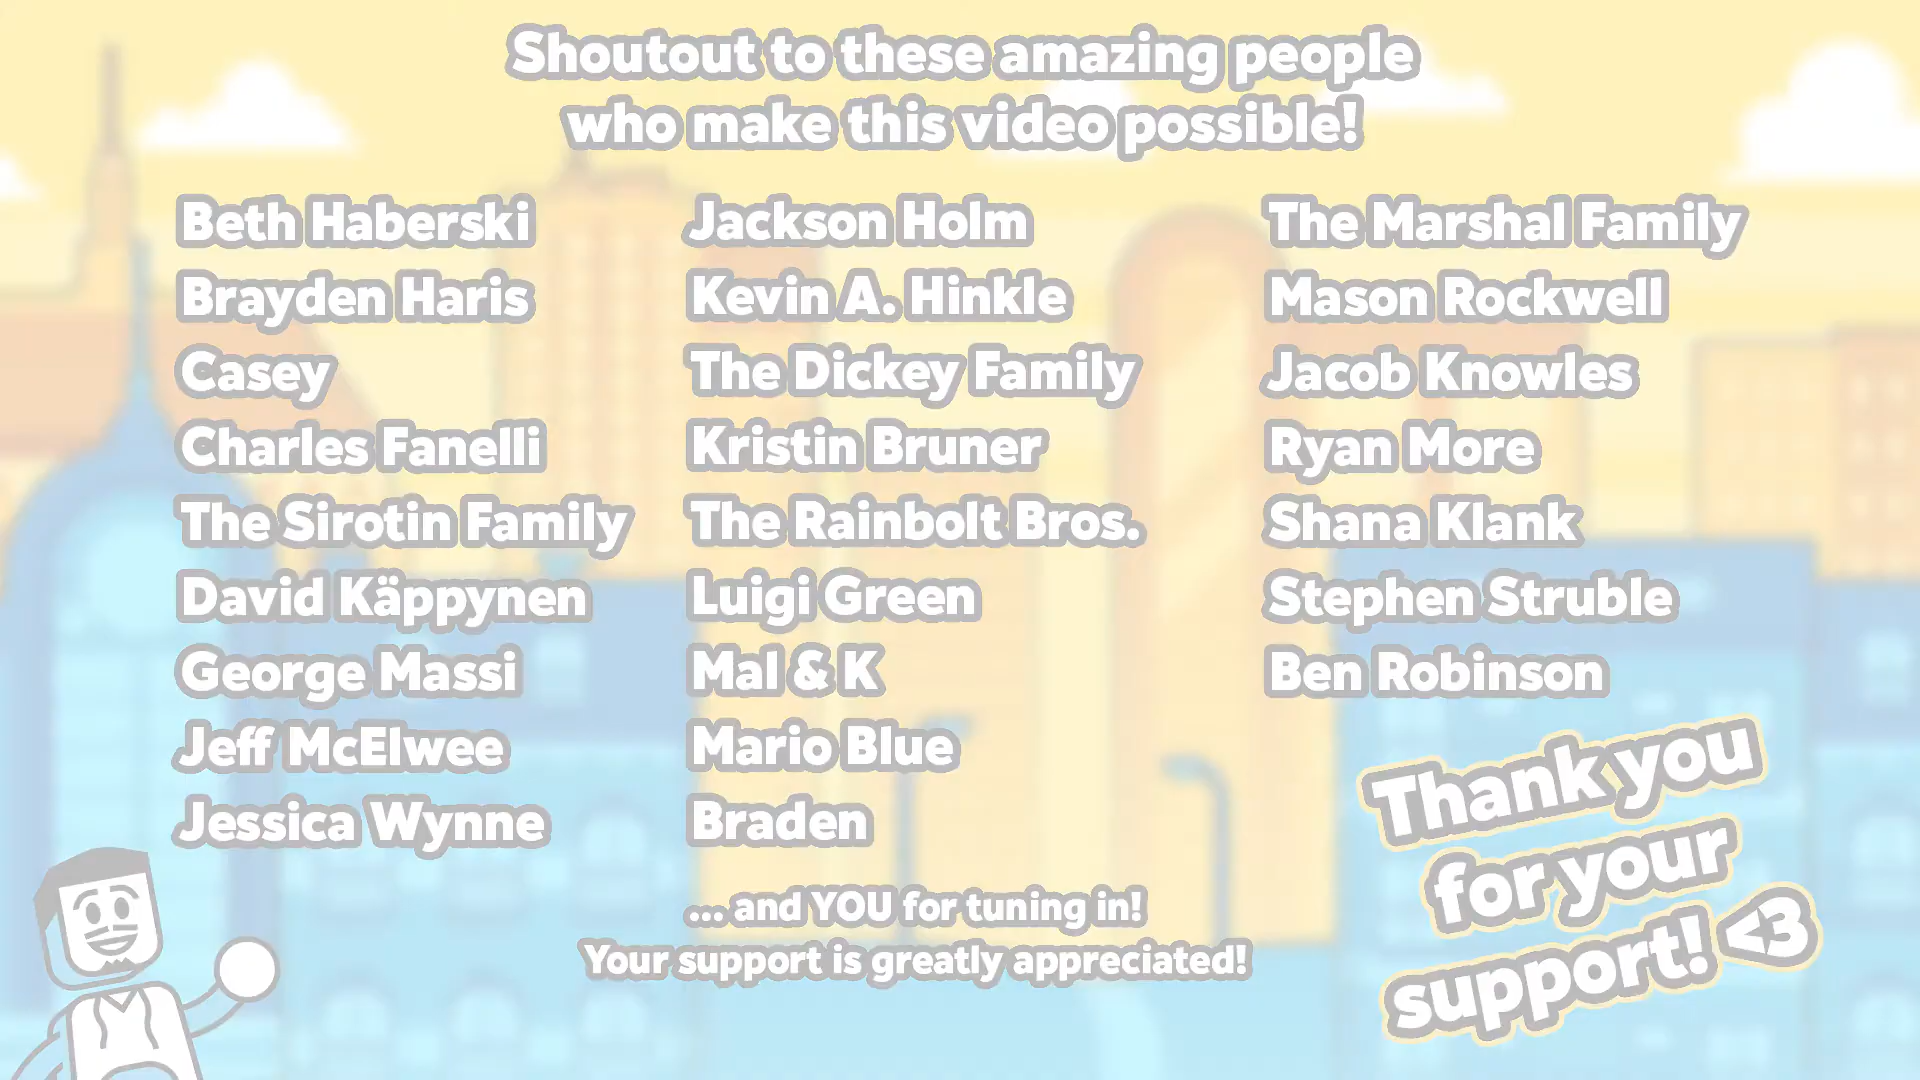 Shoutout to these amazing people
who make this video possible!
Beth Haberski
Brayden Haris
Casey
Charles Fanelli
The Sirotin Family
David Käppynen
George Massi
Jeff McElwee
Jessica Wynne
Jackson Holm
Kevin A. Hinkle
The Dickey Family
Kristin Bruner
The Rainbolt Bros.
Luigi Green
Mal & K
Mario Blue
Braden
The Marshal Family
Mason Rockwell
Jacob Knowles
Ryan More
Shana Klank
Stephen Struble
Ben Robinson
... and YOU for tuning in!
Your support is greatly appreciated!
Thank you
for your
support! <3